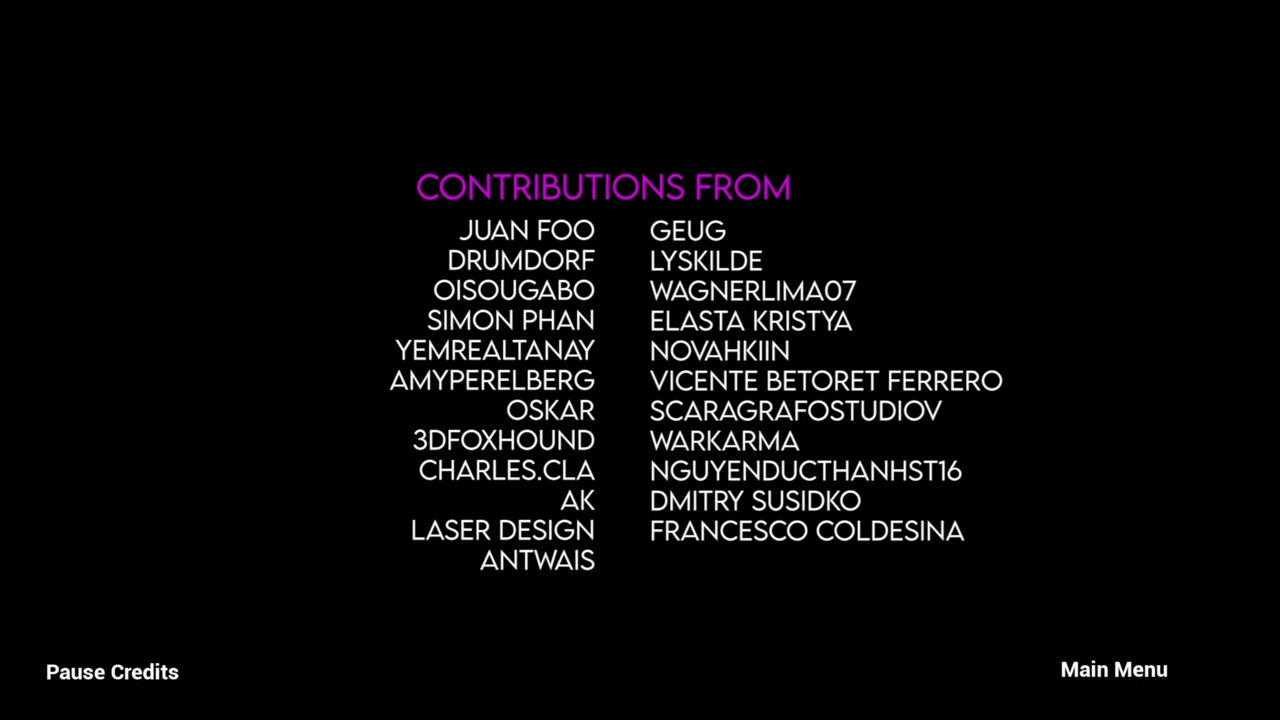 CONTRIBUTIONS FROM
JUAN FOO
DRUMDORF
OISOUGABO
SIMON PHAN
YEMREALTANAY
AMYPERELBERG
OSKAR
3DFOXHOUND
CHARLES.CLA
AK
LASER DESIGN
ANTWAIS
GEUG
LYSKILDE
WAGNERLIMA07
ELASTA KRISTYA
NOVAHKIIN
VICENTE BETORET FERRERO
SCARAGRAFOSTUDIOV
WARKARMA
NGUYENDUCTHANHST16
DMITRY SUSIDKO
FRANCESCO COLDESINA
Pause Credits
Main Menu